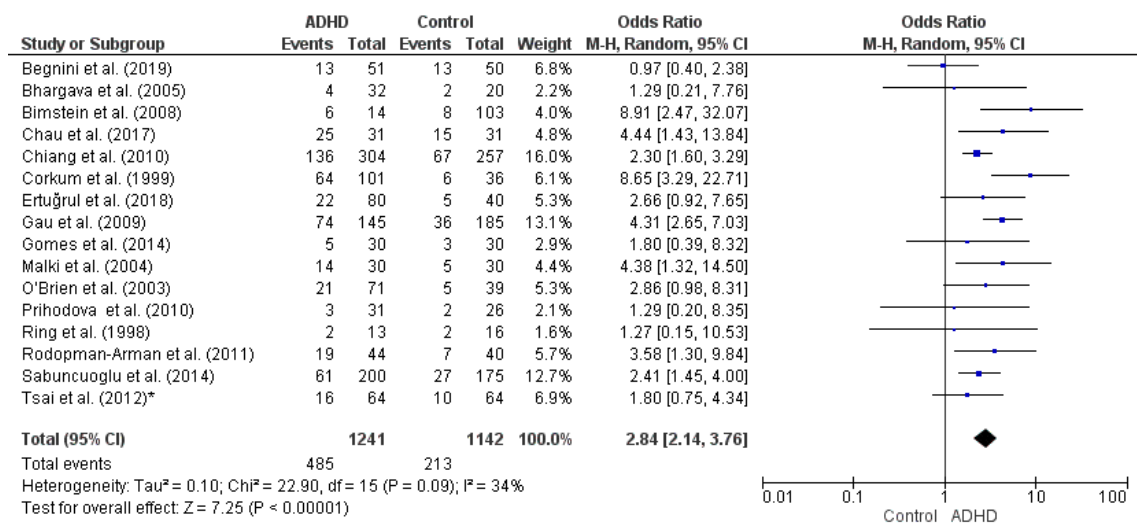 ADHD Control Odds Ratio Odds Ratio
Study or Subgroup Events Total Events Total Weight M-H, Random, 95% CI M-H, Random, 95% CI
Begnini et al. (2019) 13 51 13 50 6.8% 0.97 [0.40, 2.38]
Bhargava et al. (2005) 4 32 2 20 2.2% 1.29 [0.21, 7.76]
Bimstein et al. (2008) 6 14 8 103 4.0% 8.91 [2.47, 32.07]
Chau et al. (2017) 25 31 15 31 4.8% 4.44 [1.43, 13.84]
Chiang et al. (2010) 136 304 67 257 16.0% 2.30 [1.60, 3.29]
Corkum et al. (1999) 64 101 6 36 6.1% 8.65 [3.29, 22.71]
Ertuğrul et al. (2018) 22 80 5 40 5.3% 2.66 [0.92, 7.65]
Gau et al. (2009) 74 145 36 185 13.1% 4.31 [2.65, 7.03]
Gomes et al. (2014) 5 30 3 30 2.9% 1.80 [0.39, 8.32]
Malki et al. (2004) 14 30 5 30 4.4% 4.38 [1.32, 14.50]
O'Brien et al. (2003) 21 71 5 39 5.3% 2.86 [0.98, 8.31]
Prihodova et al. (2010) 3 31 2 26 2.1% 1.29 [0.20, 8.35]
Ring et al. (1998) 2 13 2 16 1.6% 1.27 [0.15, 10.53]
Rodopman-Arman et al. (2011) 19 44 7 40 5.7% 3.58 [1.30, 9.84]
Sabuncuoglu et al. (2014) 61 200 27 175 12.7% 2.41 [1.45, 4.00]
Tsai et al. (2012)* 16 64 10 64 6.9% 1.80 [0.75, 4.34]
Total (95% CI) 1241 1142 100.0% 2.84 [2.14, 3.76]
Total events 485 213
Heterogeneity: Tau² = 0.10; Chi² = 22.90, df = 15 (P = 0.09); I² = 34%
Test for overall effect: Z = 7.25 (P < 0.00001)
0.01 0.1 1 10 100
Control ADHD